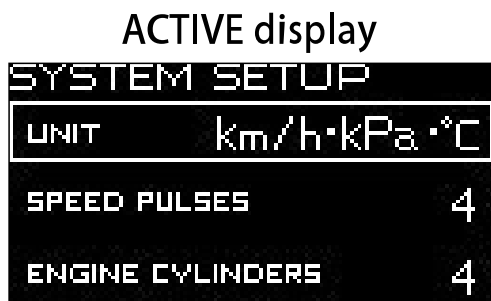 ACTIVE display
SYSTEM SETUP
UNIT km/h･kPa･°C
SPEED PULSES 4
ENGINE CYLINDERS 4